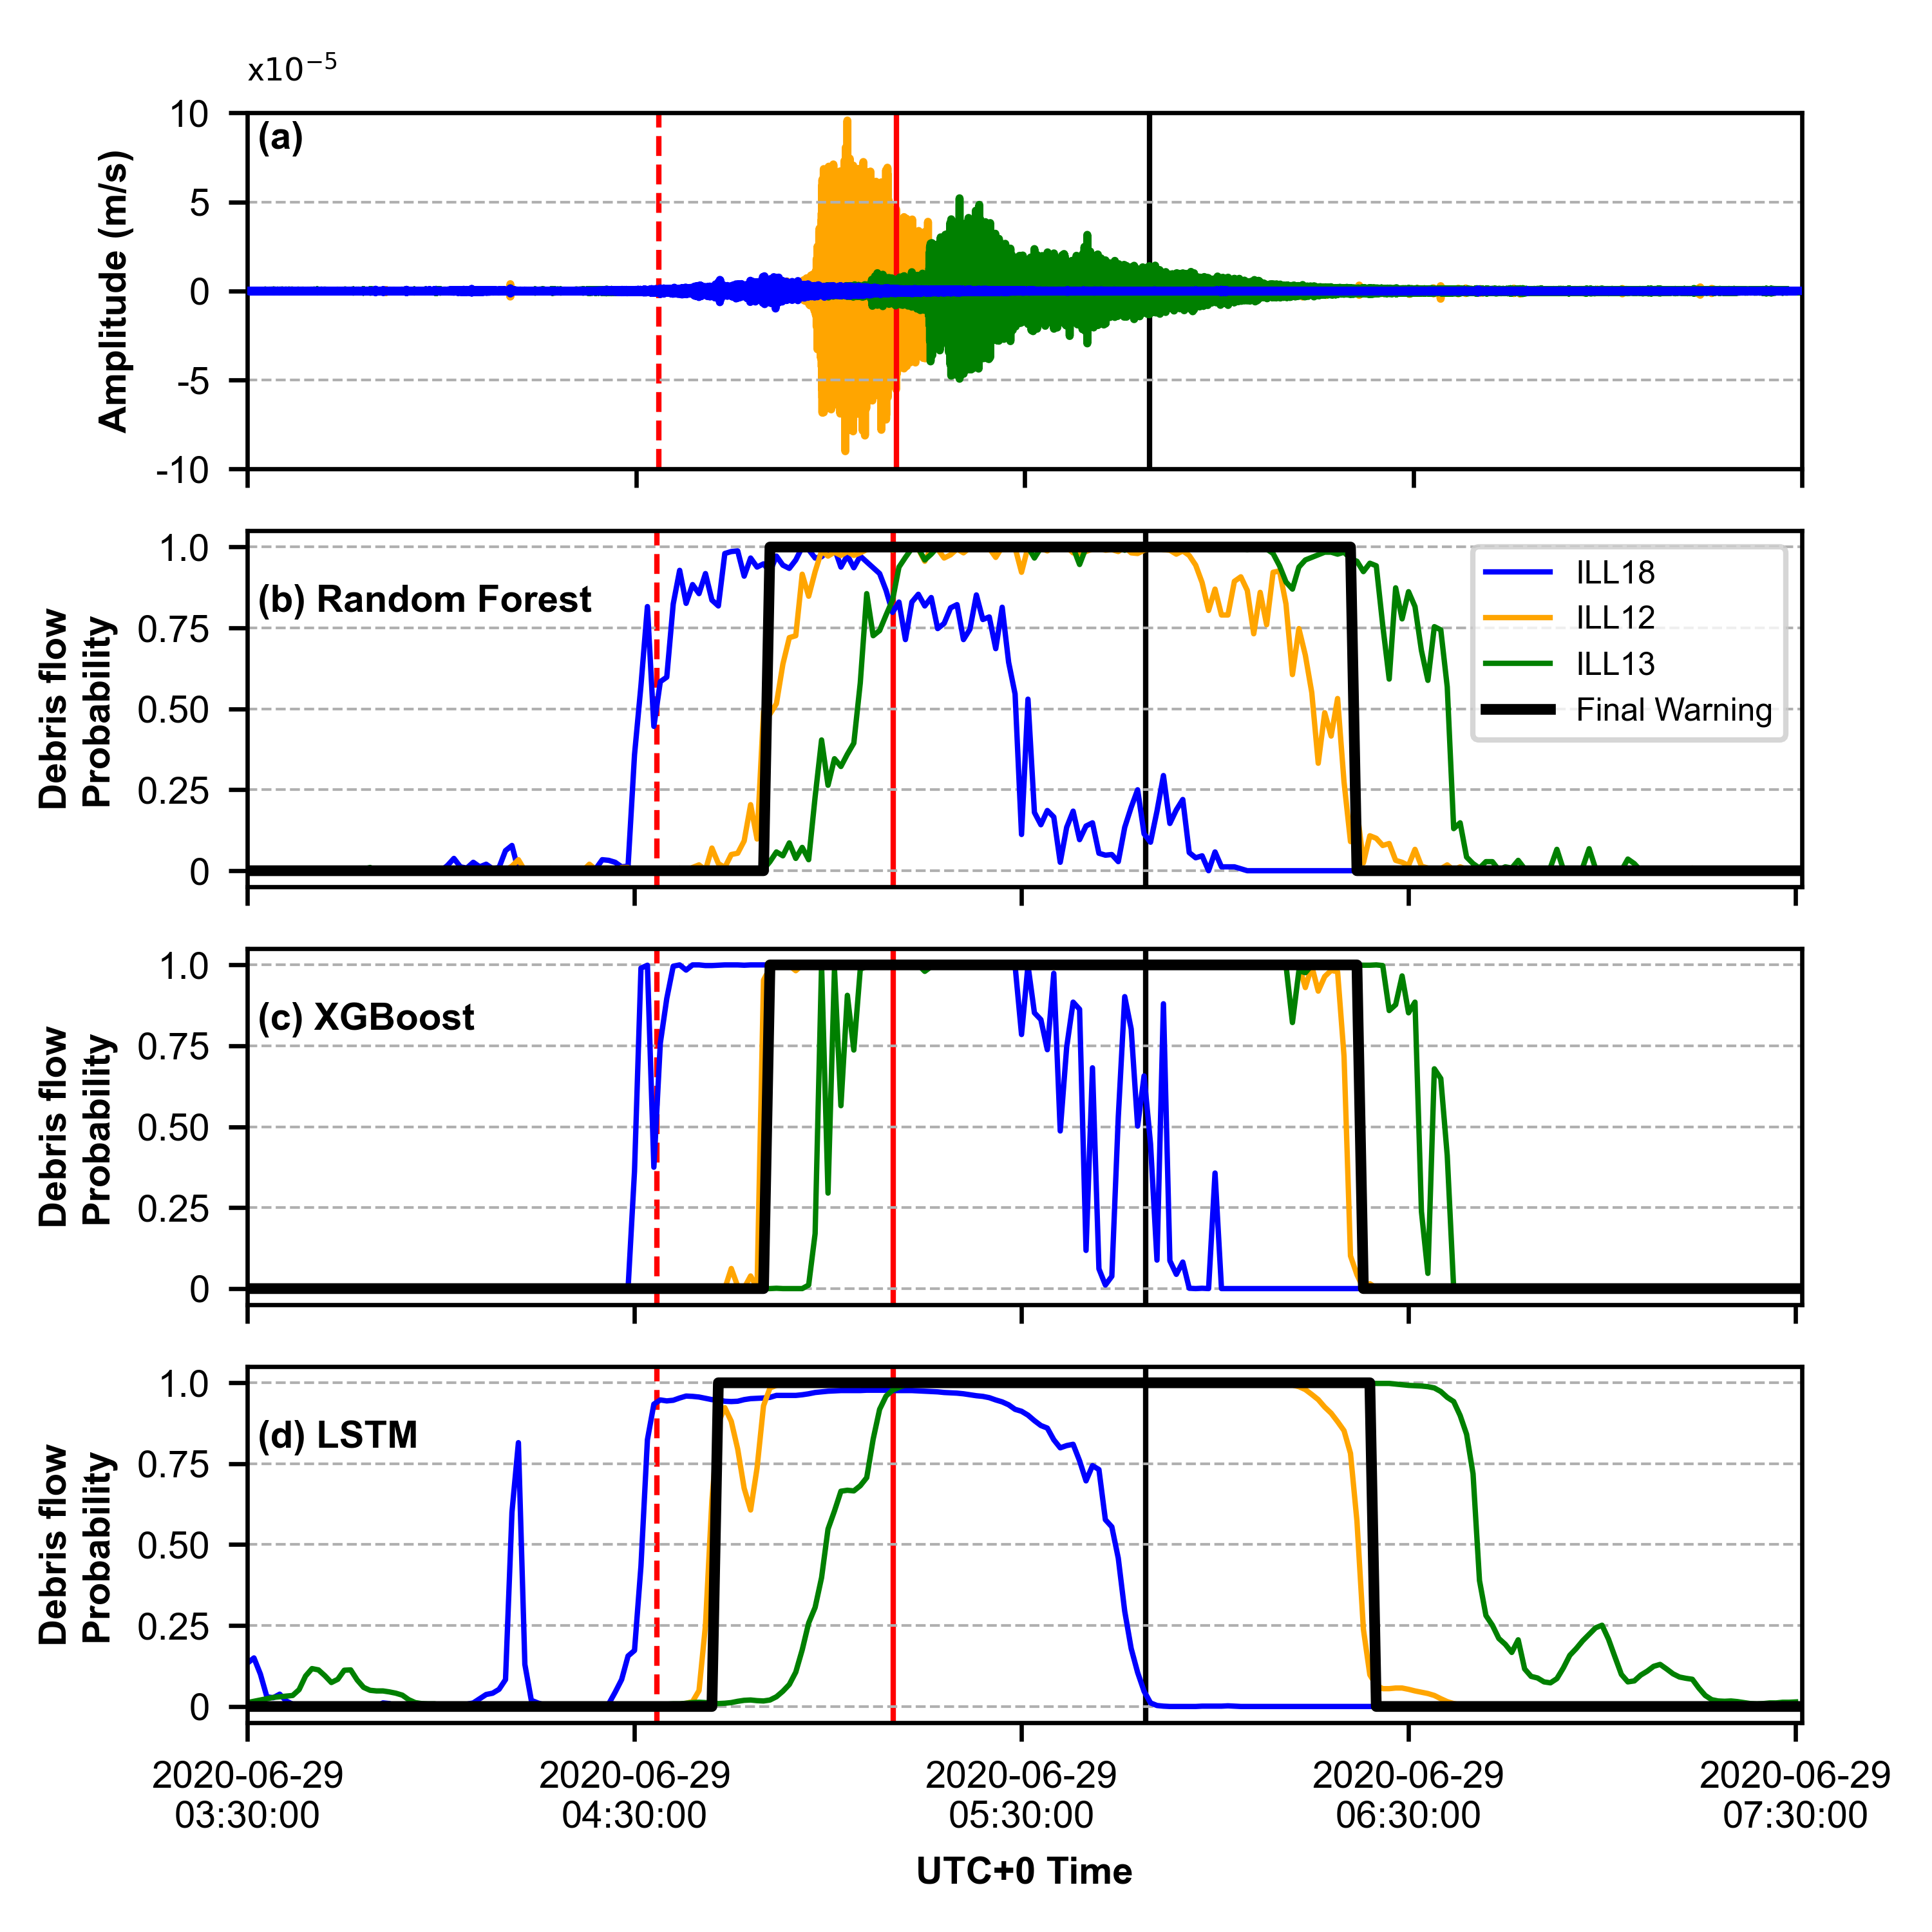 x10−5
10
5
0
-5
-10
Amplitude (m/s)
(a)
1.0
0.75
0.50
0.25
0
Debris flow
Probability
(b) Random Forest
ILL18
ILL12
ILL13
Final Warning
1.0
0.75
0.50
0.25
0
Debris flow
Probability
(c) XGBoost
1.0
0.75
0.50
0.25
0
Debris flow
Probability
(d) LSTM
2020-06-29
03:30:00
2020-06-29
04:30:00
2020-06-29
05:30:00
2020-06-29
06:30:00
2020-06-29
07:30:00
UTC+0 Time